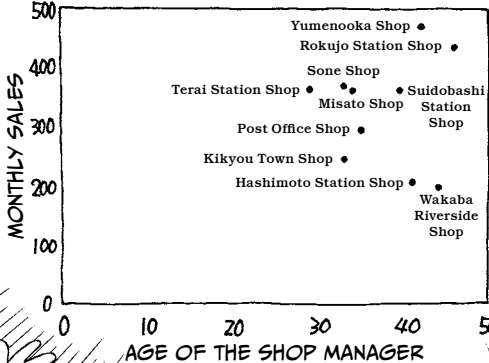 500
Yumenooka Shop
Rokujo Station Shop
400
Sone Shop
Terai Station Shop
Suidobashi
Station
Shop
Misato Shop
300
Post Office Shop
Kikyou Town Shop
Hashimoto Station Shop
200
Wakaba
Riverside
Shop
100
0
MONTHLY SALES
0 10 20 30 40
AGE OF THE SHOP MANAGER